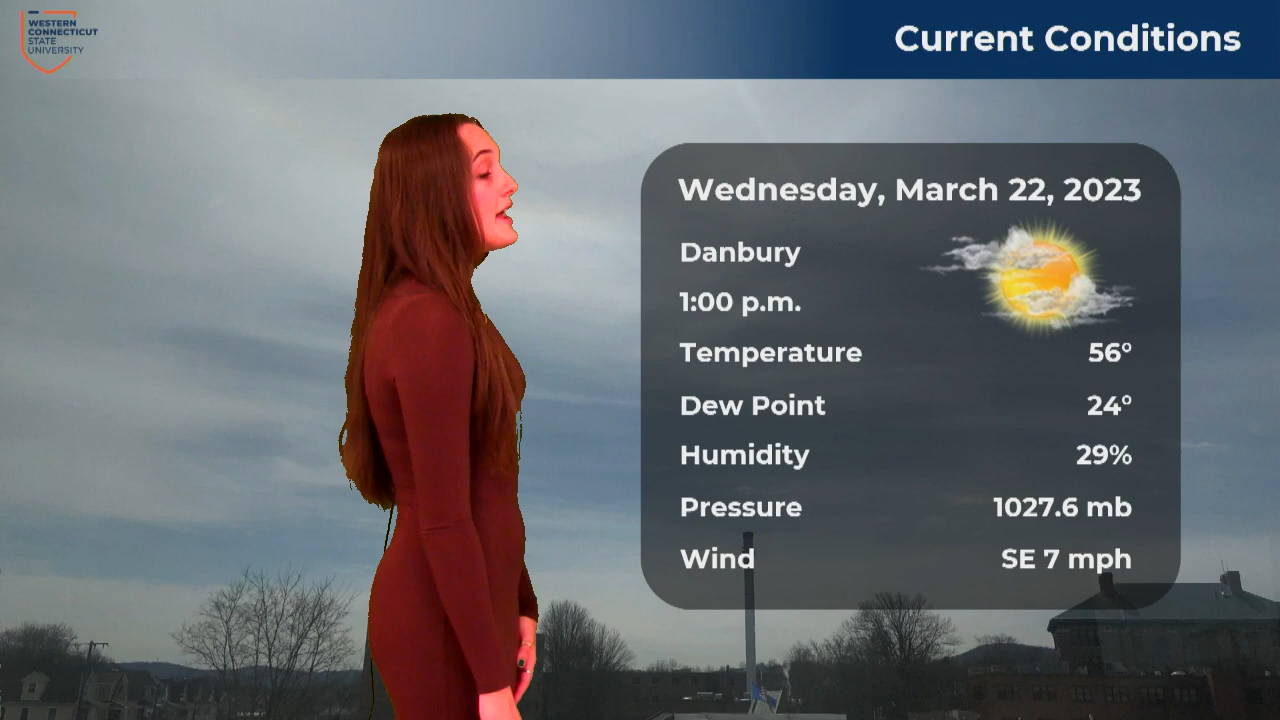 WESTERN
CONNECTICUT
STATE
UNIVERSITY
Current Conditions
Wednesday, March 22, 2023
Danbury
1:00 p.m.
Temperature 56°
Dew Point 24°
Humidity 29%
Pressure 1027.6 mb
Wind SE 7 mph